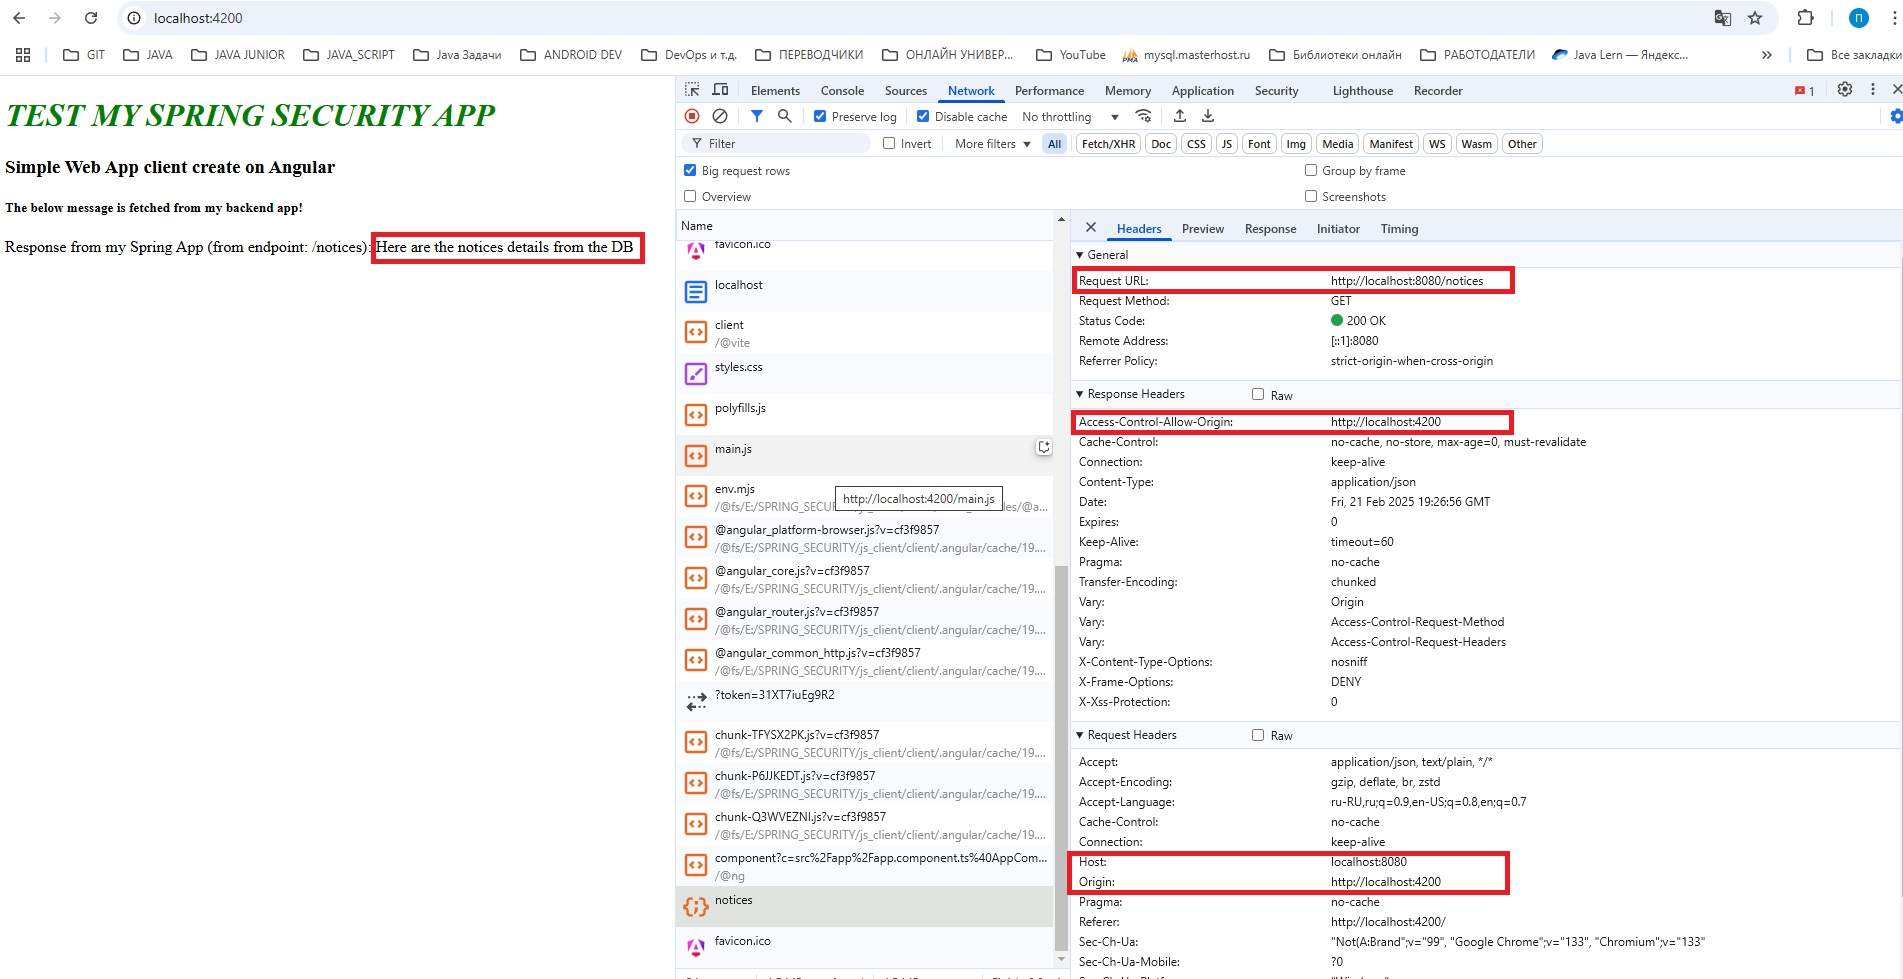 localhost:4200
П
GIT
JAVA
JAVA JUNIOR
JAVA_SCRIPT
Java Задачи
ANDROID DEV
DevOps и т.д.
ПЕРЕВОДЧИКИ
ОНЛАЙН УНИВЕР...
YouTube
mysql.masterhost.ru
Библиотеки онлайн
РАБОТОДАТЕЛИ
Java Lern — Яндекс...
»
Все закладки
TEST MY SPRING SECURITY APP
Simple Web App client create on Angular
The below message is fetched from my backend app!
Response from my Spring App (from endpoint: /notices): Here are the notices details from the DB
Elements Console Sources Network Performance Memory Application Security Lighthouse Recorder
1
Preserve log Disable cache No throttling
Filter Invert More filters All Fetch/XHR Doc CSS JS Font Img Media Manifest WS Wasm Other
Big request rows Group by frame
Overview Screenshots
Name
favicon.ico
localhost
client
/@vite
styles.css
polyfills.js
main.js
env.mjs
http://localhost:4200/main.js
@angular_platform-browser.js?v=cf3f9857
/@fs/E:/SPRING_SECURITY/js_client/client/.angular/cache/19....
@angular_core.js?v=cf3f9857
/@fs/E:/SPRING_SECURITY/js_client/client/.angular/cache/19....
@angular_router.js?v=cf3f9857
/@fs/E:/SPRING_SECURITY/js_client/client/.angular/cache/19....
@angular_common_http.js?v=cf3f9857
/@fs/E:/SPRING_SECURITY/js_client/client/.angular/cache/19....
?token=31XT7iuEg9R2
chunk-TFYSX2PK.js?v=cf3f9857
/@fs/E:/SPRING_SECURITY/js_client/client/.angular/cache/19....
chunk-P6JJKEDT.js?v=cf3f9857
/@fs/E:/SPRING_SECURITY/js_client/client/.angular/cache/19....
chunk-Q3WVEZNI.js?v=cf3f9857
/@fs/E:/SPRING_SECURITY/js_client/client/.angular/cache/19....
component?c=src%2Fapp%2Fapp.component.ts%40AppCom...
/@ng
notices
favicon.ico
Headers Preview Response Initiator Timing
General
Request URL: http://localhost:8080/notices
Request Method: GET
Status Code: 200 OK
Remote Address: [::1]:8080
Referrer Policy: strict-origin-when-cross-origin
Response Headers Raw
Access-Control-Allow-Origin: http://localhost:4200
Cache-Control: no-cache, no-store, max-age=0, must-revalidate
Connection: keep-alive
Content-Type: application/json
Date: Fri, 21 Feb 2025 19:26:56 GMT
Expires: 0
Keep-Alive: timeout=60
Pragma: no-cache
Transfer-Encoding: chunked
Vary: Origin
Vary: Access-Control-Request-Method
Vary: Access-Control-Request-Headers
X-Content-Type-Options: nosniff
X-Frame-Options: DENY
X-Xss-Protection: 0
Request Headers Raw
Accept: application/json, text/plain, */*
Accept-Encoding: gzip, deflate, br, zstd
Accept-Language: ru-RU,ru;q=0.9,en-US;q=0.8,en;q=0.7
Cache-Control: no-cache
Connection: keep-alive
Host: localhost:8080
Origin: http://localhost:4200
Pragma: no-cache
Referer: http://localhost:4200/
Sec-Ch-Ua: "Not(A:Brand";v="99", "Google Chrome";v="133", "Chromium";v="133"
Sec-Ch-Ua-Mobile: ?0